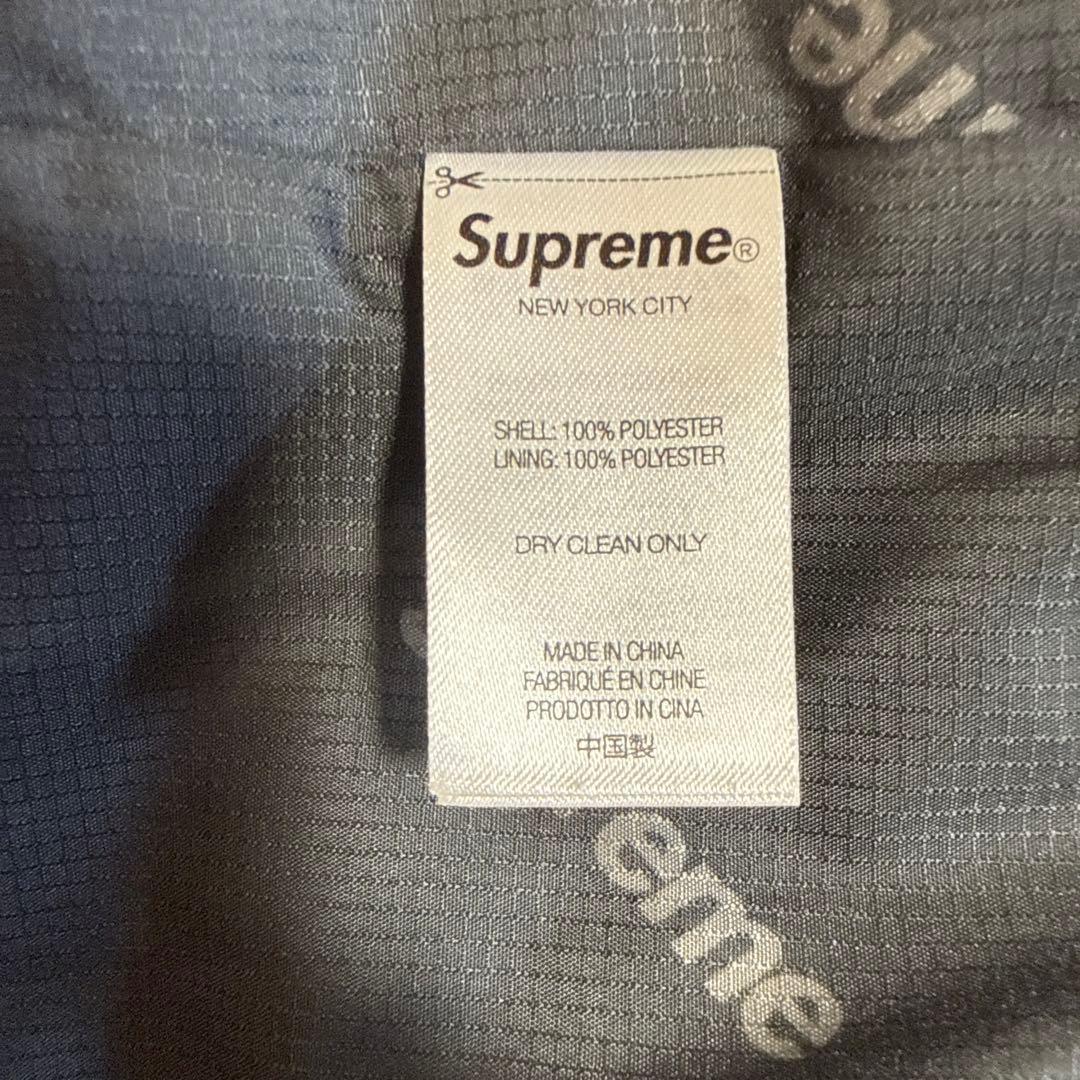 Supreme®
NEW YORK CITY
SHELL: 100% POLYESTER
LINING: 100% POLYESTER
DRY CLEAN ONLY
MADE IN CHINA
FABRIQUÉ EN CHINE
PRODOTTO IN CINA
中国製
eme